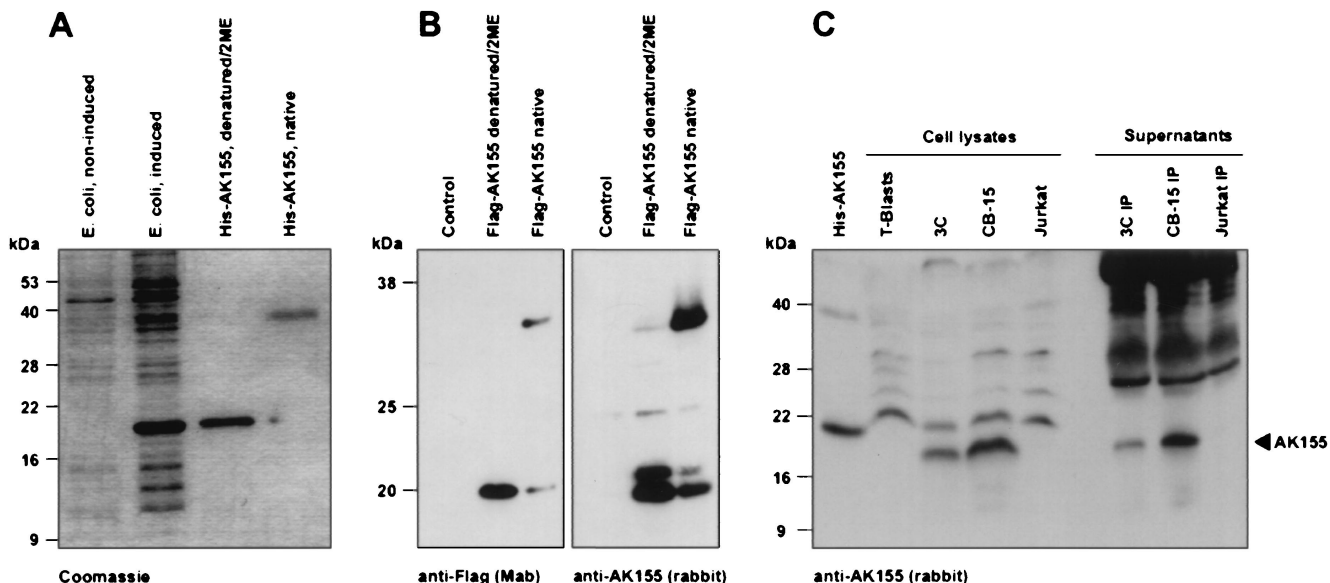 A
E. coli, non-induced
E. coli, induced
His-AK155, denatured/2ME
His-AK155, native
kDa
53
40
28
22
16
9
Coomassie
B
Control
Flag-AK155 denatured/2ME
Flag-AK155 native
Control
Flag-AK155 denatured/2ME
Flag-AK155 native
kDa
38
25
20
anti-Flag (Mab)
anti-AK155 (rabbit)
C
Cell lysates
Supernatants
His-AK155
T-Blasts
3C
CB-15
Jurkat
3C IP
CB-15 IP
Jurkat IP
kDa
40
28
22
16
9
AK155
anti-AK155 (rabbit)